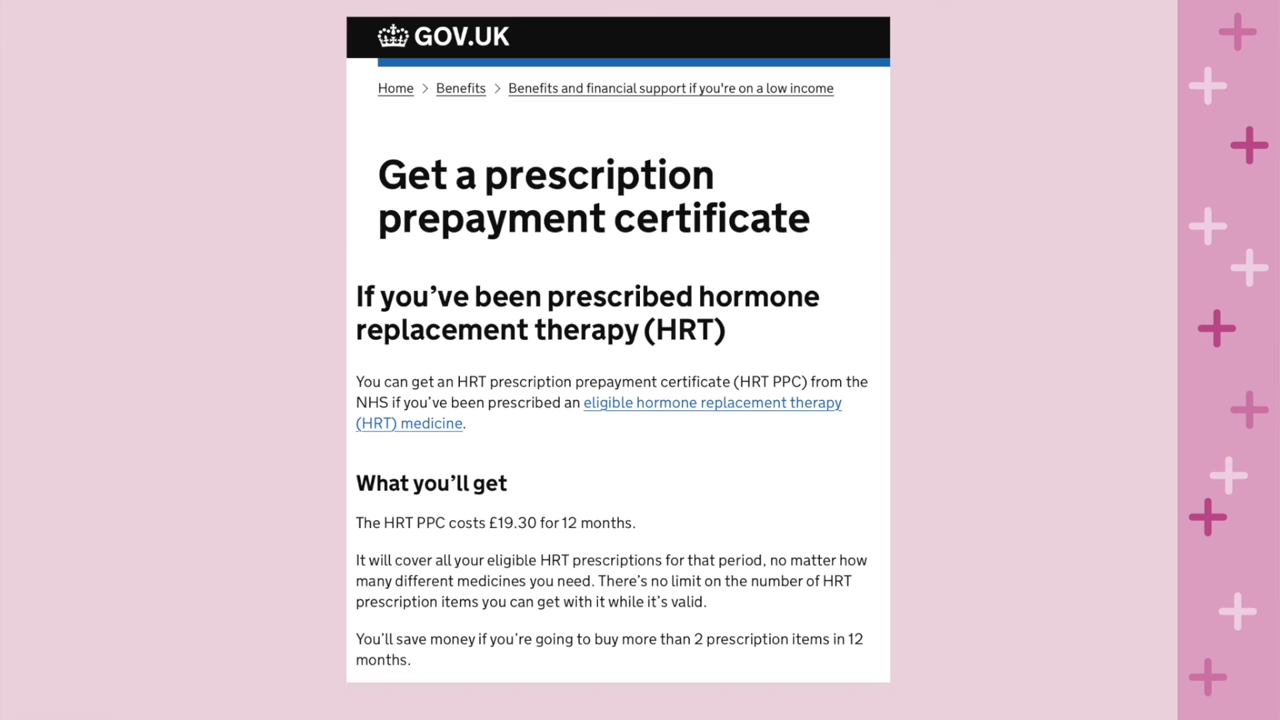 GOV.UK
Home > Benefits > Benefits and financial support if you're on a low income
Get a prescription
prepayment certificate
If you’ve been prescribed hormone
replacement therapy (HRT)
You can get an HRT prescription prepayment certificate (HRT PPC) from the
NHS if you’ve been prescribed an eligible hormone replacement therapy
(HRT) medicine.
What you’ll get
The HRT PPC costs £19.30 for 12 months.
It will cover all your eligible HRT prescriptions for that period, no matter how
many different medicines you need. There’s no limit on the number of HRT
prescription items you can get with it while it’s valid.
You’ll save money if you’re going to buy more than 2 prescription items in 12
months.